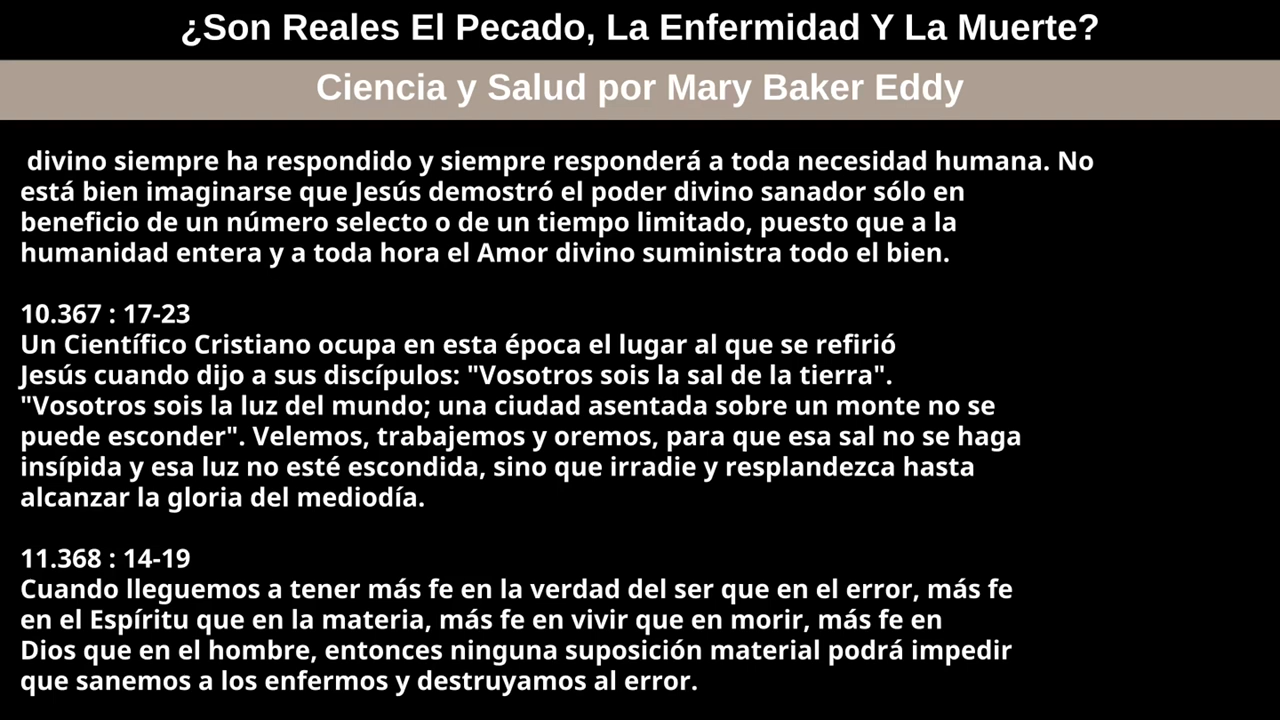 ¿Son Reales El Pecado, La Enfermidad Y La Muerte?
Ciencia y Salud por Mary Baker Eddy
divino siempre ha respondido y siempre responderá a toda necesidad humana. No
está bien imaginarse que Jesús demostró el poder divino sanador sólo en
beneficio de un número selecto o de un tiempo limitado, puesto que a la
humanidad entera y a toda hora el Amor divino suministra todo el bien.
10.367 : 17-23
Un Científico Cristiano ocupa en esta época el lugar al que se refirió
Jesús cuando dijo a sus discípulos: "Vosotros sois la sal de la tierra".
"Vosotros sois la luz del mundo; una ciudad asentada sobre un monte no se
puede esconder". Velemos, trabajemos y oremos, para que esa sal no se haga
insípida y esa luz no esté escondida, sino que irradie y resplandezca hasta
alcanzar la gloria del mediodía.
11.368 : 14-19
Cuando lleguemos a tener más fe en la verdad del ser que en el error, más fe
en el Espíritu que en la materia, más fe en vivir que en morir, más fe en
Dios que en el hombre, entonces ninguna suposición material podrá impedir
que sanemos a los enfermos y destruyamos al error.